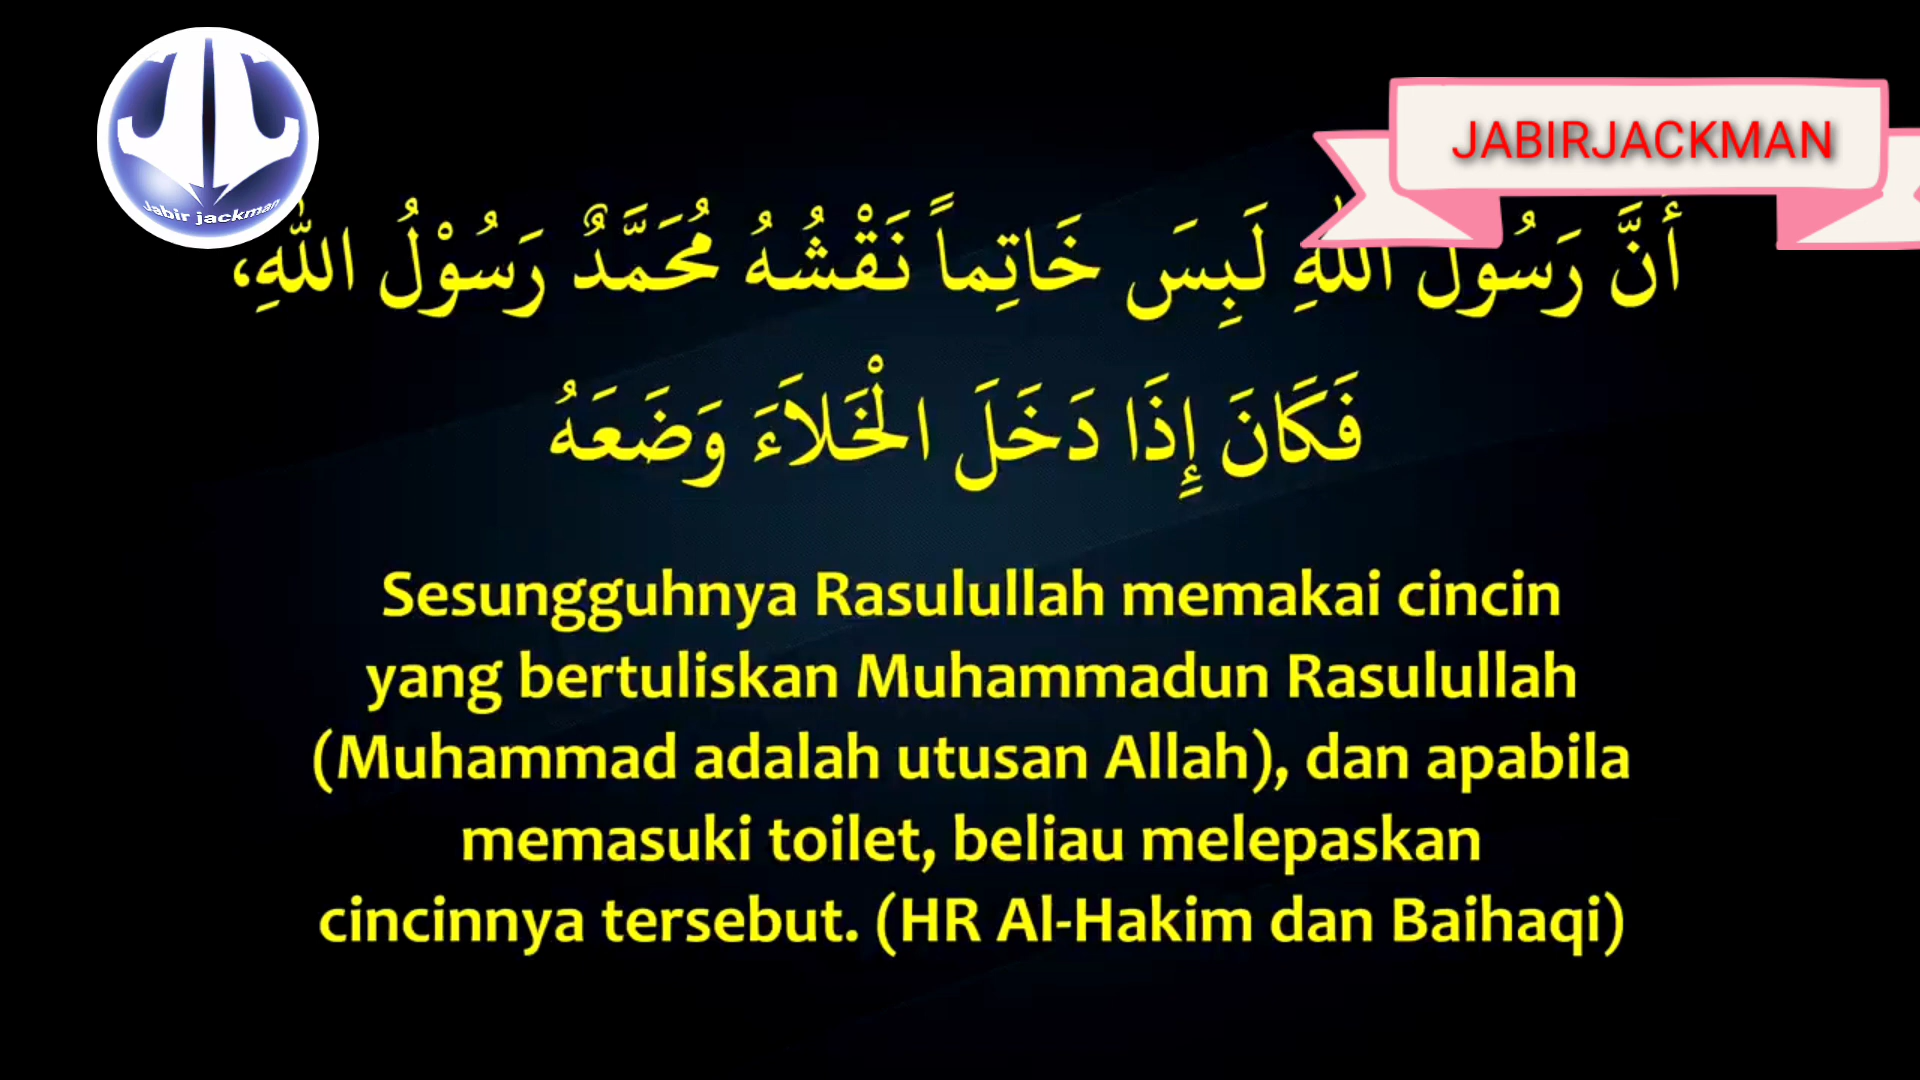 Jabir jackman
JABIRJACKMAN
أَنَّ رَسُولَ اللهِ لَبِسَ خَاتِماً نَقْشُهُ مُحَمَّدٌ رَسُوْلُ اللهِ،
فَكَانَ إِذَا دَخَلَ الْخَلاَءَ وَضَعَهُ
Sesungguhnya Rasulullah memakai cincin
yang bertuliskan Muhammadun Rasulullah
(Muhammad adalah utusan Allah), dan apabila
memasuki toilet, beliau melepaskan
cincinnya tersebut. (HR Al-Hakim dan Baihaqi)